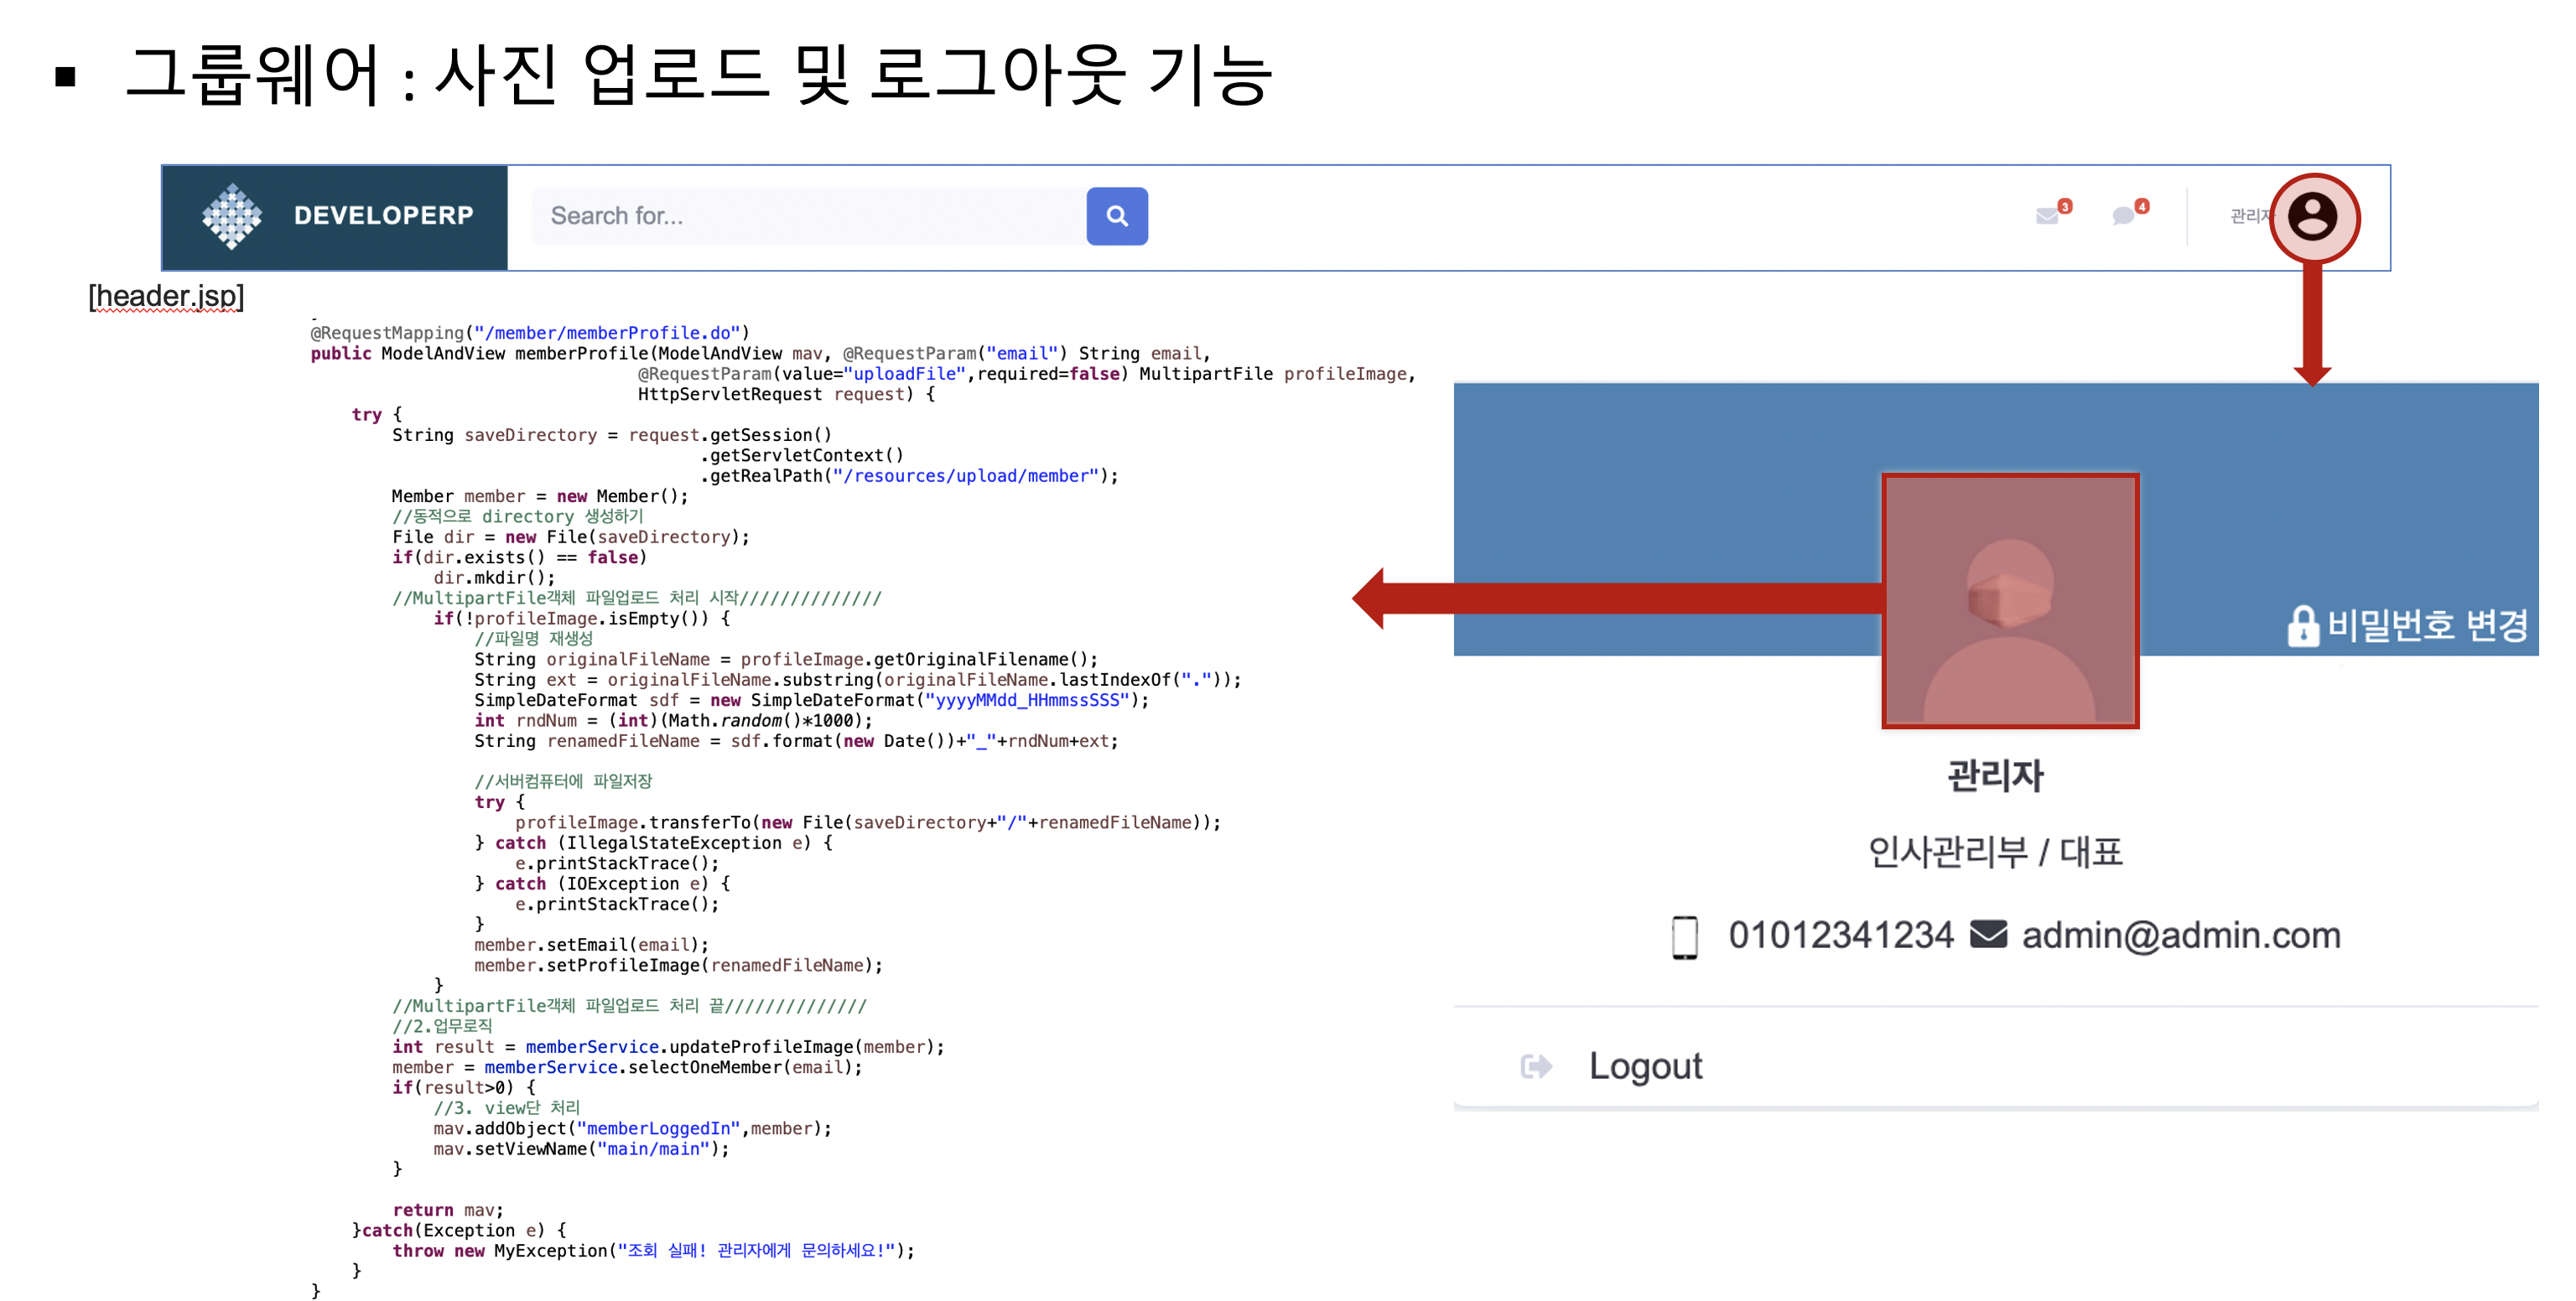 ▪ 그룹웨어 : 사진 업로드 및 로그아웃 기능
DEVELOPERP
Search for...
3
4
관리자
[header.jsp]
@RequestMapping("/member/memberProfile.do")
public ModelAndView memberProfile(ModelAndView mav, @RequestParam("email") String email,
@RequestParam(value="uploadFile",required=false) MultipartFile profileImage,
HttpServletRequest request) {
try {
String saveDirectory = request.getSession()
.getServletContext()
.getRealPath("/resources/upload/member");
Member member = new Member();
//동적으로 directory 생성하기
File dir = new File(saveDirectory);
if(dir.exists() == false)
dir.mkdir();
//MultipartFile객체 파일업로드 처리 시작//////////////
if(!profileImage.isEmpty()) {
//파일명 재생성
String originalFileName = profileImage.getOriginalFilename();
String ext = originalFileName.substring(originalFileName.lastIndexOf("."));
SimpleDateFormat sdf = new SimpleDateFormat("yyyyMMdd_HHmmssSSS");
int rndNum = (int)(Math.random()*1000);
String renamedFileName = sdf.format(new Date())+"_"+rndNum+ext;
//서버컴퓨터에 파일저장
try {
profileImage.transferTo(new File(saveDirectory+"/"+renamedFileName));
} catch (IllegalStateException e) {
e.printStackTrace();
} catch (IOException e) {
e.printStackTrace();
}
member.setEmail(email);
member.setProfileImage(renamedFileName);
}
//MultipartFile객체 파일업로드 처리 끝//////////////
//2.업무로직
int result = memberService.updateProfileImage(member);
member = memberService.selectOneMember(email);
if(result>0) {
//3. view단 처리
mav.addObject("memberLoggedIn",member);
mav.setViewName("main/main");
}
return mav;
}catch(Exception e) {
throw new MyException("조회 실패! 관리자에게 문의하세요!");
}
}
비밀번호 변경
관리자
인사관리부 / 대표
01012341234 admin@admin.com
Logout